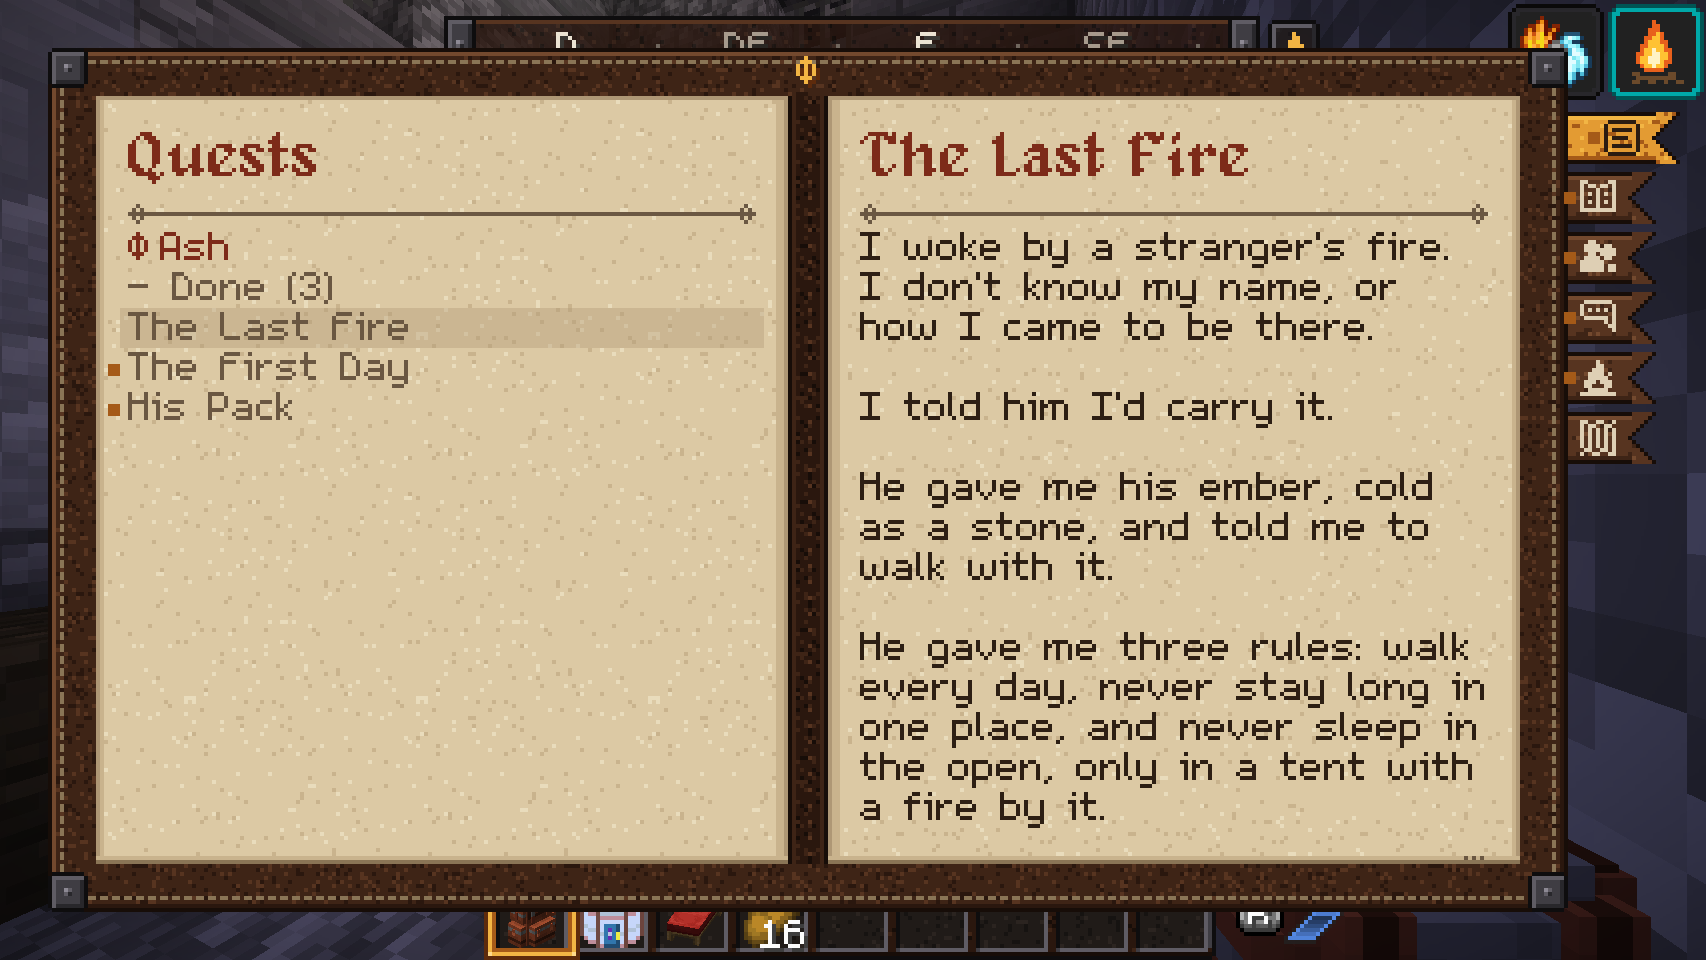 Quests
Ash
− Done (3)
The Last Fire
The First Day
His Pack
The Last Fire
I woke by a stranger's fire.
I don't know my name, or
how I came to be there.
I told him I'd carry it.
He gave me his ember, cold
as a stone, and told me to
walk with it.
He gave me three rules: walk
every day, never stay long in
one place, and never sleep in
the open, only in a tent with
a fire by it.
...
16